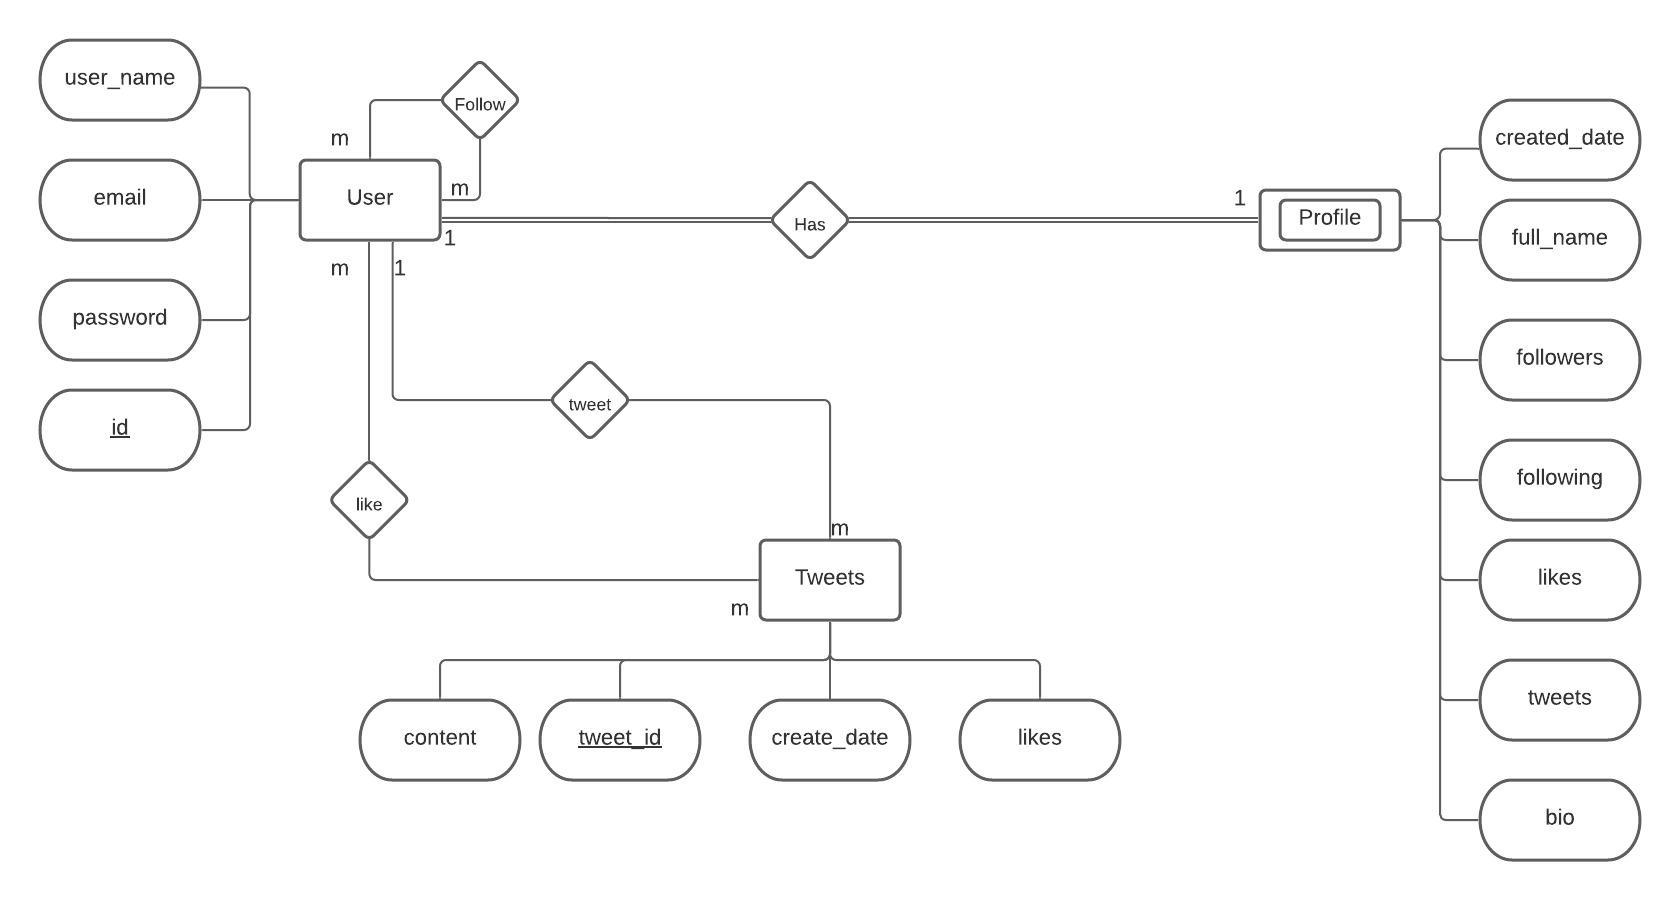 user_name
email
password
id
Follow
m
User
m
1
m
1
Has
1
Profile
created_date
full_name
followers
following
likes
tweets
bio
tweet
like
m
Tweets
m
content
tweet_id
create_date
likes